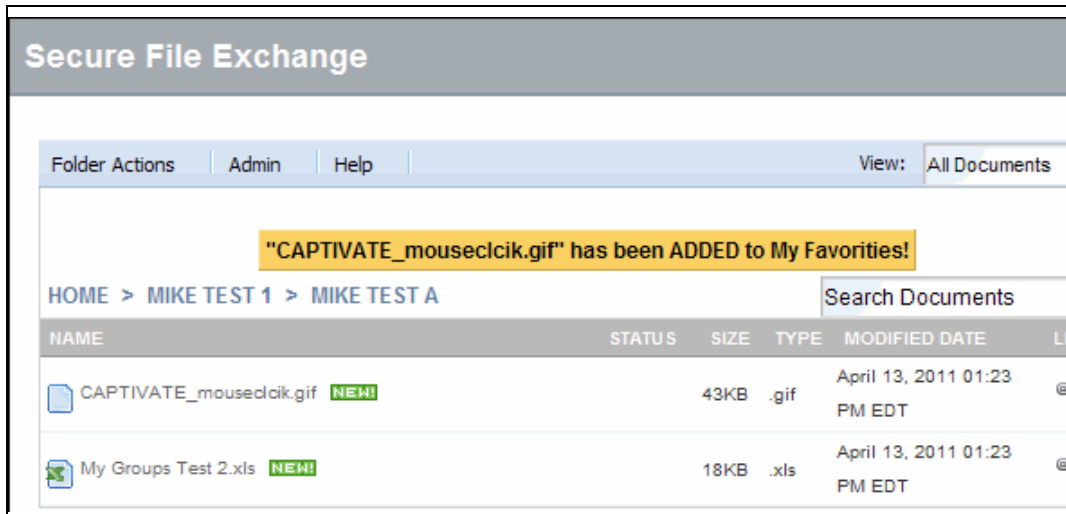 Secure File Exchange
Folder Actions Admin Help View: All Documents
"CAPTIVATE_mouseclcik.gif" has been ADDED to My Favorites!
HOME > MIKE TEST 1 > MIKE TEST A Search Documents
NAME STATUS SIZE TYPE MODIFIED DATE
CAPTIVATE_mouseclcik.gif NEW! 43KB .gif April 13, 2011 01:23
PM EDT
My Groups Test 2.xls NEW! 18KB .xls April 13, 2011 01:23
PM EDT